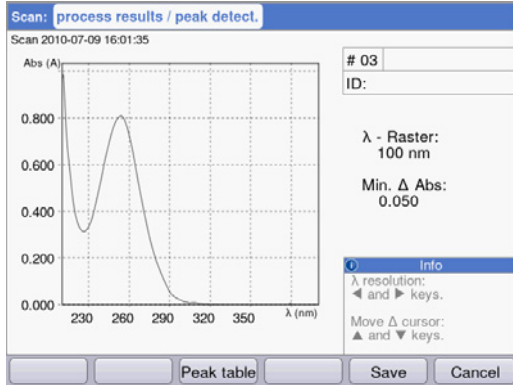 Scan: process results / peak detect.
Scan 2010-07-09 16:01:35
Abs (A)
0.800
0.600
0.400
0.200
0.000
230 260 290 320 350 λ (nm)
# 03
ID:
λ - Raster:
100 nm
Min. Δ Abs:
0.050
i Info
λ resolution:
◀ and ▶ keys.
Move Δ cursor:
▲ and ▼ keys.
Peak table Save Cancel